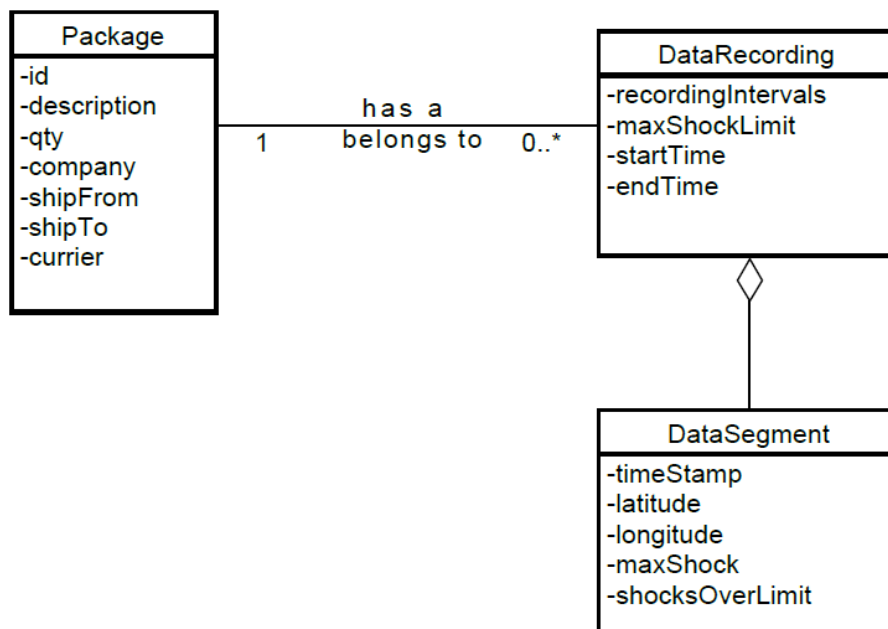 Package
-id
-description
-qty
-company
-shipFrom
-shipTo
-currier
has a
1 belongs to 0..*
DataRecording
-recordingIntervals
-maxShockLimit
-startTime
-endTime
DataSegment
-timeStamp
-latitude
-longitude
-maxShock
-shocksOverLimit